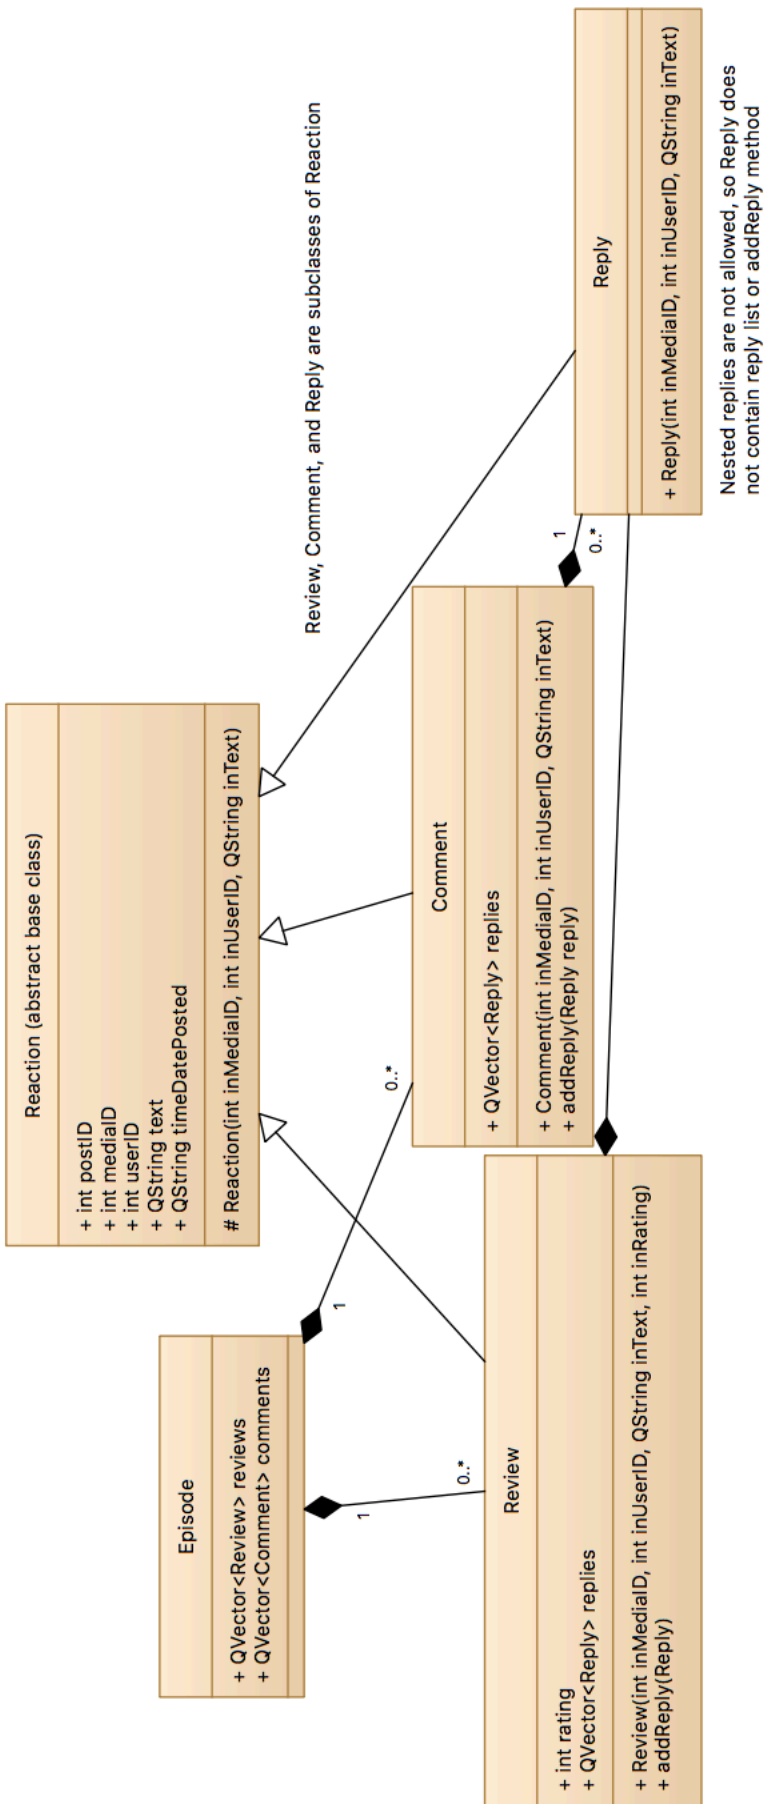 Reaction (abstract base class)
+ int postID
+ int mediaID
+ int userID
+ QString text
+ QString timeDatePosted
# Reaction(int inMediaID, int inUserID, QString inText)
Review, Comment, and Reply are subclasses of Reaction
Episode
+ QVector<Review> reviews
+ QVector<Comment> comments
1
0..*
1
0..*
Comment
+ QVector<Reply> replies
+ Comment(int inMediaID, int inUserID, QString inText)
+ addReply(Reply reply)
1
0..*
Review
+ int rating
+ QVector<Reply> replies
+ Review(int inMediaID, int inUserID, QString inText, int inRating)
+ addReply(Reply)
Reply
+ Reply(int inMediaID, int inUserID, QString inText)
Nested replies are not allowed, so Reply does
not contain reply list or addReply method